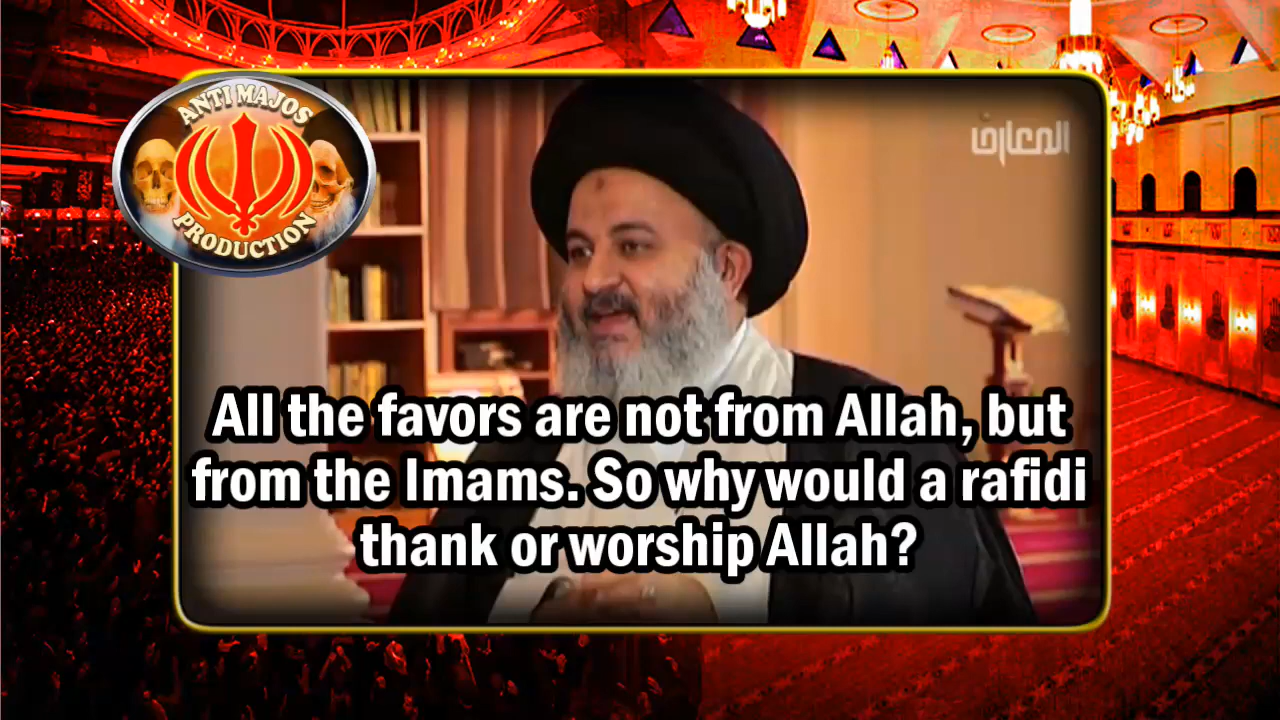 ANTI MAJOS
PRODUCTION
المعارف
All the favors are not from Allah, but
from the Imams. So why would a rafidi
thank or worship Allah?